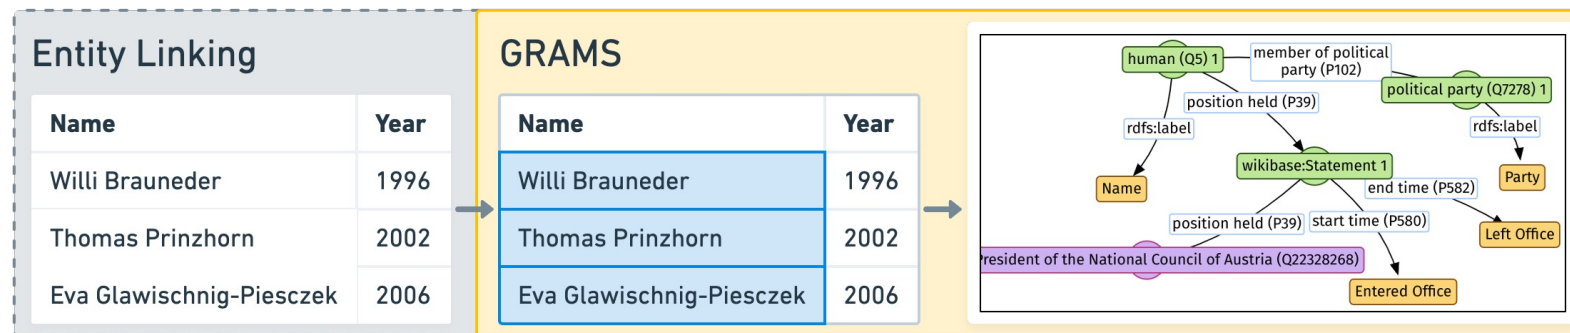 Entity Linking
Name Year
Willi Brauneder 1996
Thomas Prinzhorn 2002
Eva Glawischnig-Piesczek 2006
GRAMS
Name Year
Willi Brauneder 1996
Thomas Prinzhorn 2002
Eva Glawischnig-Piesczek 2006
human (Q5) 1
member of political
party (P102)
political party (Q7278) 1
position held (P39)
rdfs:label
rdfs:label
wikibase:Statement 1
Party
Name
end time (P582)
position held (P39)
start time (P580)
Left Office
President of the National Council of Austria (Q22328268)
Entered Office